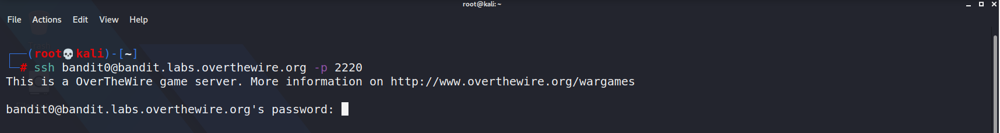 root@kali: ~
File Actions Edit View Help
┌──(root💀kali)-[~]
└─# ssh bandit0@bandit.labs.overthewire.org -p 2220
This is a OverTheWire game server. More information on http://www.overthewire.org/wargames
bandit0@bandit.labs.overthewire.org's password: